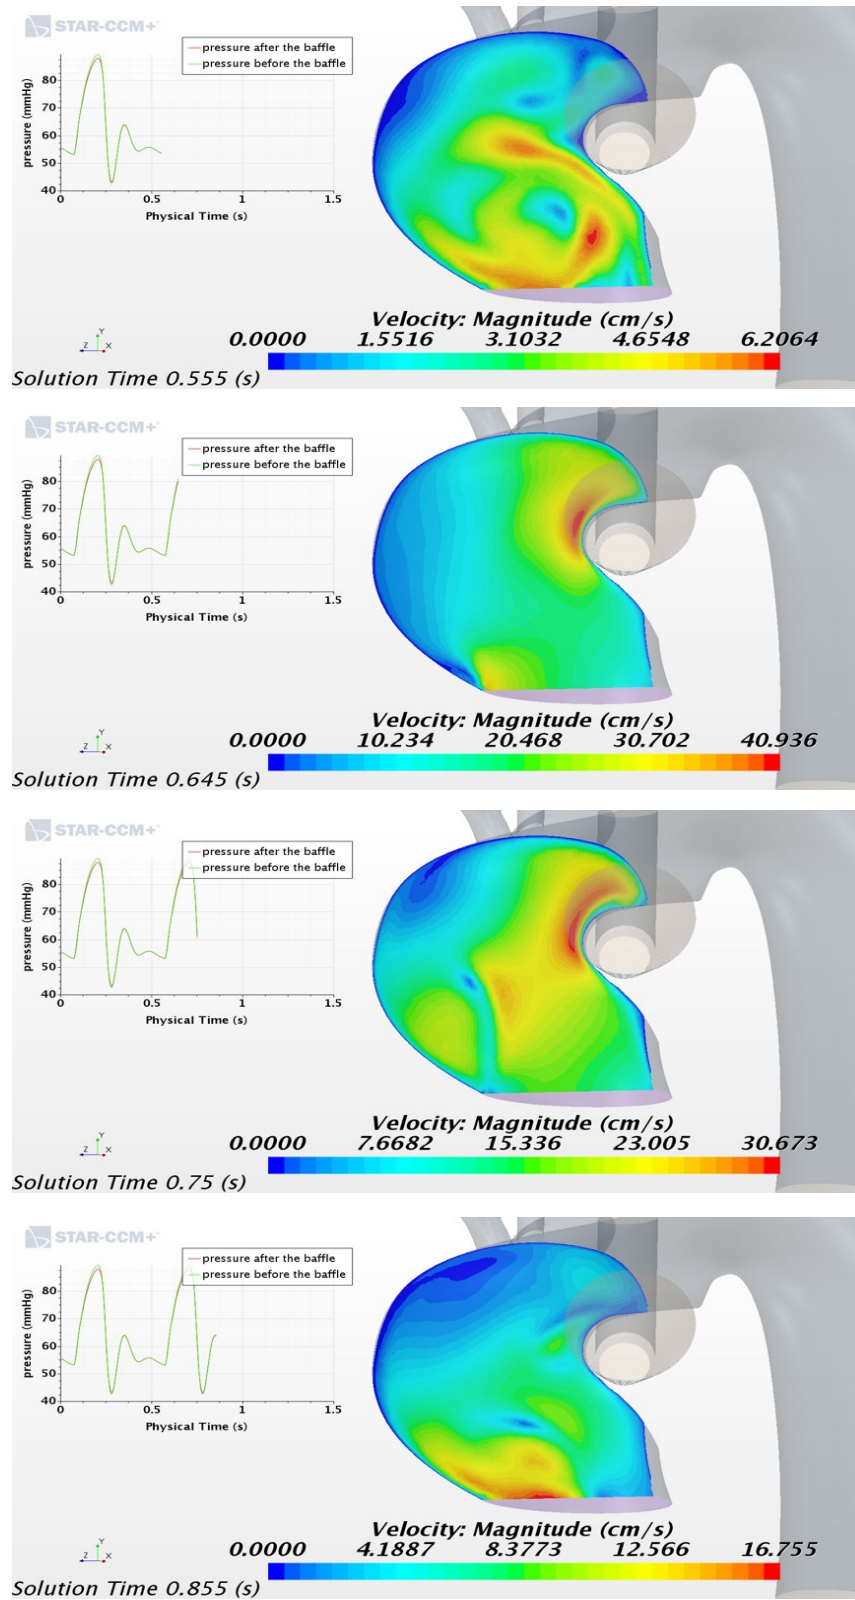 STAR-CCM+
pressure after the baffle
pressure before the baffle
pressure (mmHg)
80
70
60
50
40
0 0.5 1 1.5
Physical Time (s)
Y
Z X
Velocity: Magnitude (cm/s)
0.0000 1.5516 3.1032 4.6548 6.2064
Solution Time 0.555 (s)
STAR-CCM+
pressure after the baffle
pressure before the baffle
pressure (mmHg)
80
70
60
50
40
0 0.5 1 1.5
Physical Time (s)
Y
Z X
Velocity: Magnitude (cm/s)
0.0000 10.234 20.468 30.702 40.936
Solution Time 0.645 (s)
STAR-CCM+
pressure after the baffle
pressure before the baffle
pressure (mmHg)
80
70
60
50
40
0 0.5 1 1.5
Physical Time (s)
Y
Z X
Velocity: Magnitude (cm/s)
0.0000 7.6682 15.336 23.005 30.673
Solution Time 0.75 (s)
STAR-CCM+
pressure after the baffle
pressure before the baffle
pressure (mmHg)
80
70
60
50
40
0 0.5 1 1.5
Physical Time (s)
Y
Z X
Velocity: Magnitude (cm/s)
0.0000 4.1887 8.3773 12.566 16.755
Solution Time 0.855 (s)